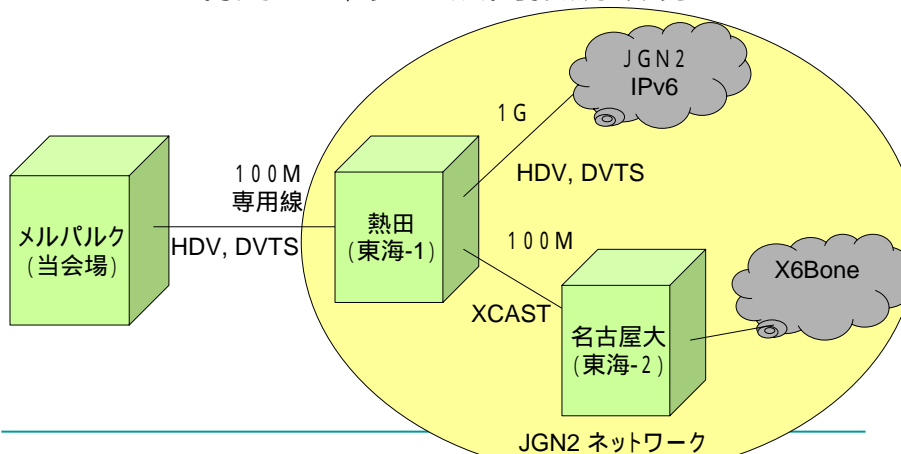 JGN2
IPv6
1G
HDV, DVTS
100M
専用線
HDV, DVTS
メルパルク
(当会場)
熱田
(東海-1)
100M
XCAST
X6Bone
名古屋大
(東海-2)
JGN2 ネットワーク